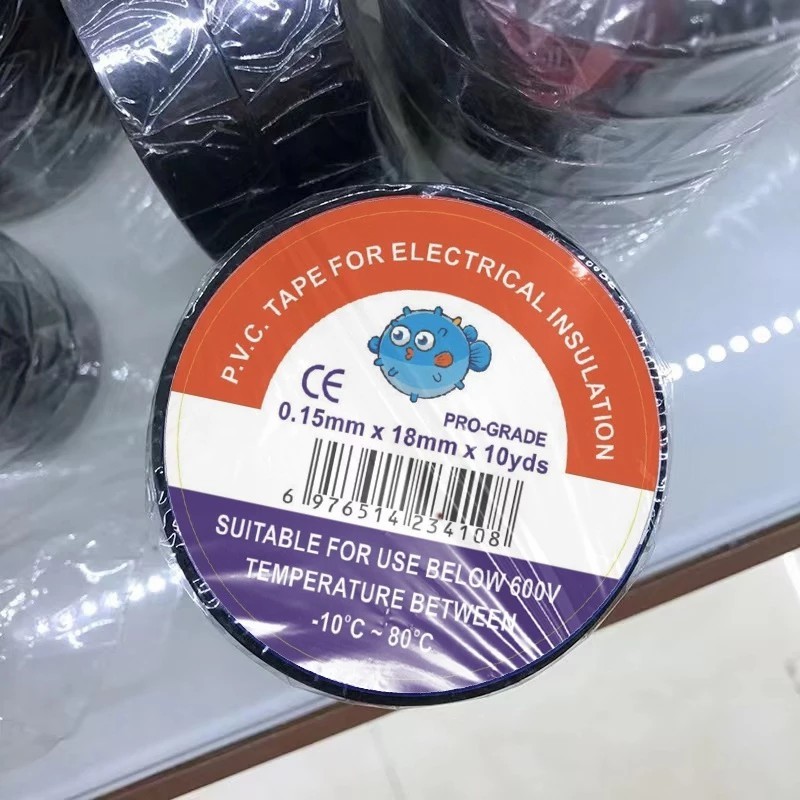 P.V.C. TAPE FOR ELECTRICAL INSULATION
CE
PRO-GRADE
0.15mm x 18mm x 10yds
6 976514 234108
SUITABLE FOR USE BELOW 600V
TEMPERATURE BETWEEN
-10°C ~ 80°C